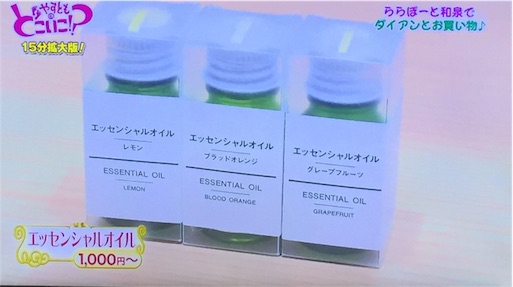 なやすともの
どこいこ!?
15分拡大版!
ららぽーと和泉で
ダイアンとお買い物♪
エッセンシャルオイル
レモン
ESSENTIAL OIL
LEMON
エッセンシャルオイル
ブラッドオレンジ
ESSENTIAL OIL
BLOOD ORANGE
エッセンシャルオイル
グレープフルーツ
ESSENTIAL OIL
GRAPEFRUIT
エッセンシャルオイル
1,000円〜